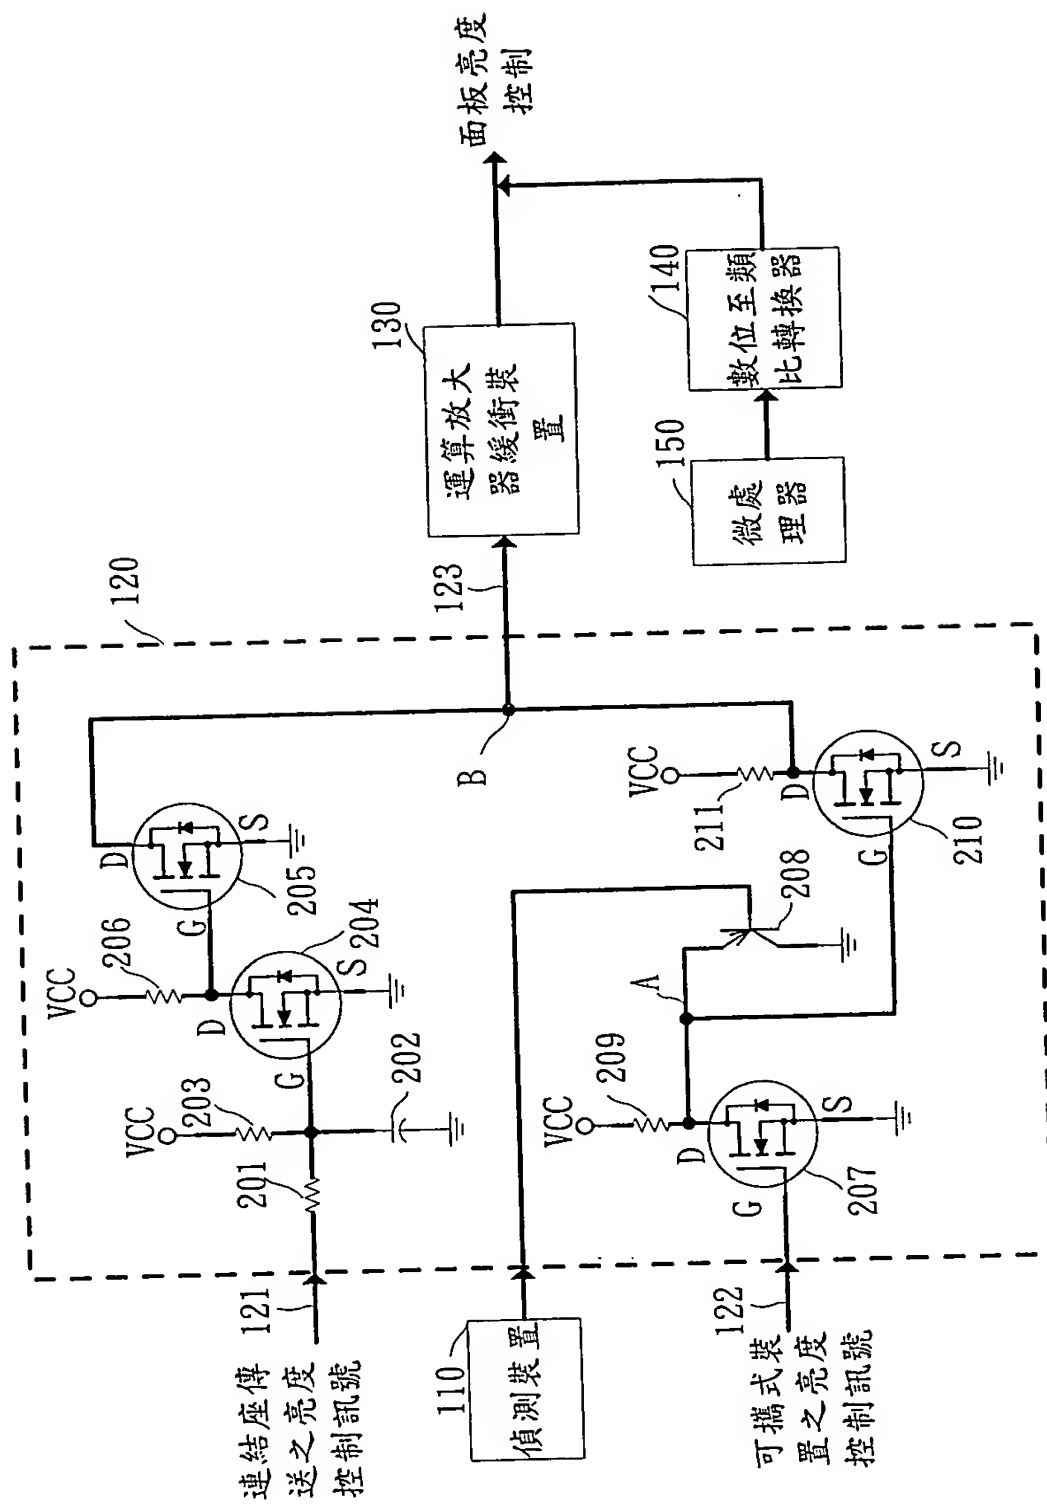 連結座傳
送之亮度
控制訊號
121
201
VCC
203
202
VCC
206
D
G
S
204
D
G
S
205
120
110
偵測裝置
可攜式裝
置之亮度
控制訊號
122
VCC
209
D
G
S
207
A
208
VCC
211
D
G
S
210
B
123
130
運算放大
器緩衝裝
置
150
微處
理器
140
數位至類
比轉換器
面板亮度
控制